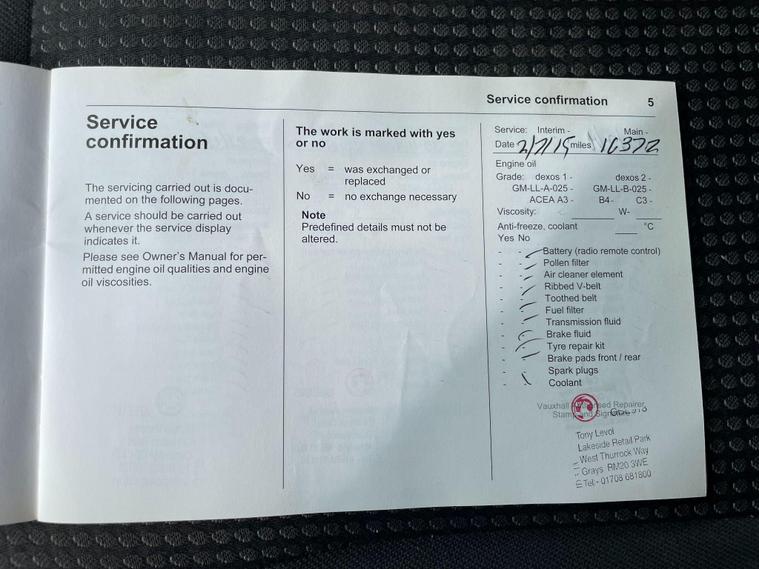 Service confirmation 5
Service
confirmation
The servicing carried out is docu-
mented on the following pages.
A service should be carried out
whenever the service display
indicates it.
Please see Owner's Manual for per-
mitted engine oil qualities and engine
oil viscosities.
The work is marked with yes
or no
Yes = was exchanged or
replaced
No = no exchange necessary
Note
Predefined details must not be
altered.
Service: Interim - Main -
Date 2/7/15 miles 16372
Engine oil
Grade: dexos 1 - dexos 2 -
GM-LL-A-025 - GM-LL-B-025 -
ACEA A3 - B4- C3 -
Viscosity: W-
Anti-freeze, coolant °C
Yes No
- - Battery (radio remote control)
- - Pollen filter
- - Air cleaner element
- - Ribbed V-belt
- - Toothed belt
- - Fuel filter
- - Transmission fluid
- - Brake fluid
- - Tyre repair kit
- - Brake pads front / rear
- - Spark plugs
- - Coolant
Vauxhall Repairer
Stamp and
Tony Levoi
Lakeside Retail Park
West Thurrock Way
Grays RM20 3WE
Tel:- 01708 681800